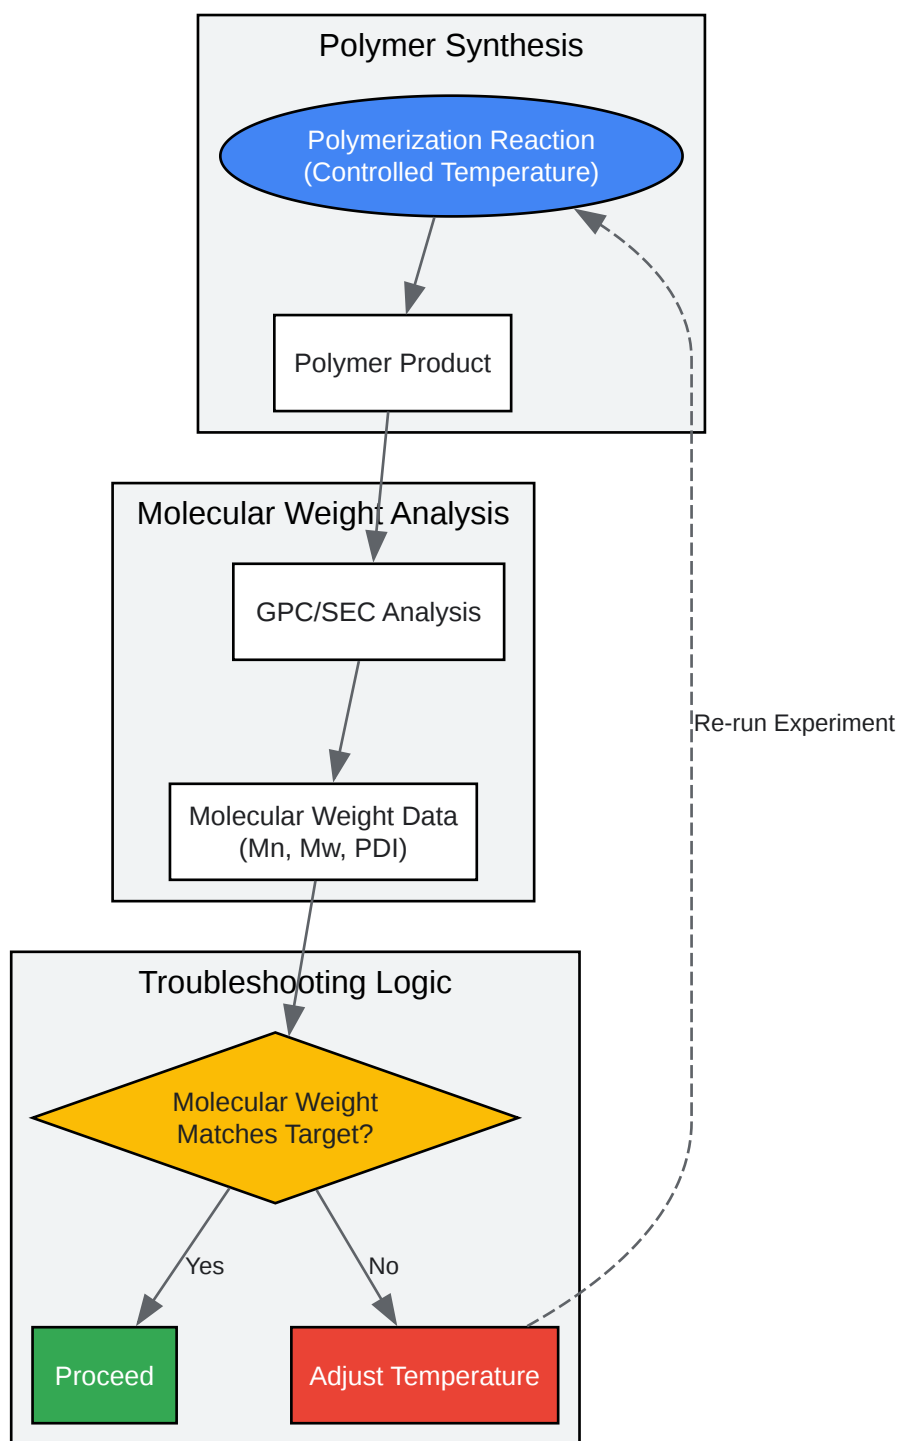 Polymer Synthesis
Polymerization Reaction
(Controlled Temperature)
Polymer Product
Molecular Weight Analysis
GPC/SEC Analysis
Re-run Experiment
Molecular Weight Data
(Mn, Mw, PDI)
Troubleshooting Logic
Molecular Weight
Matches Target?
Yes
No
Proceed
Adjust Temperature